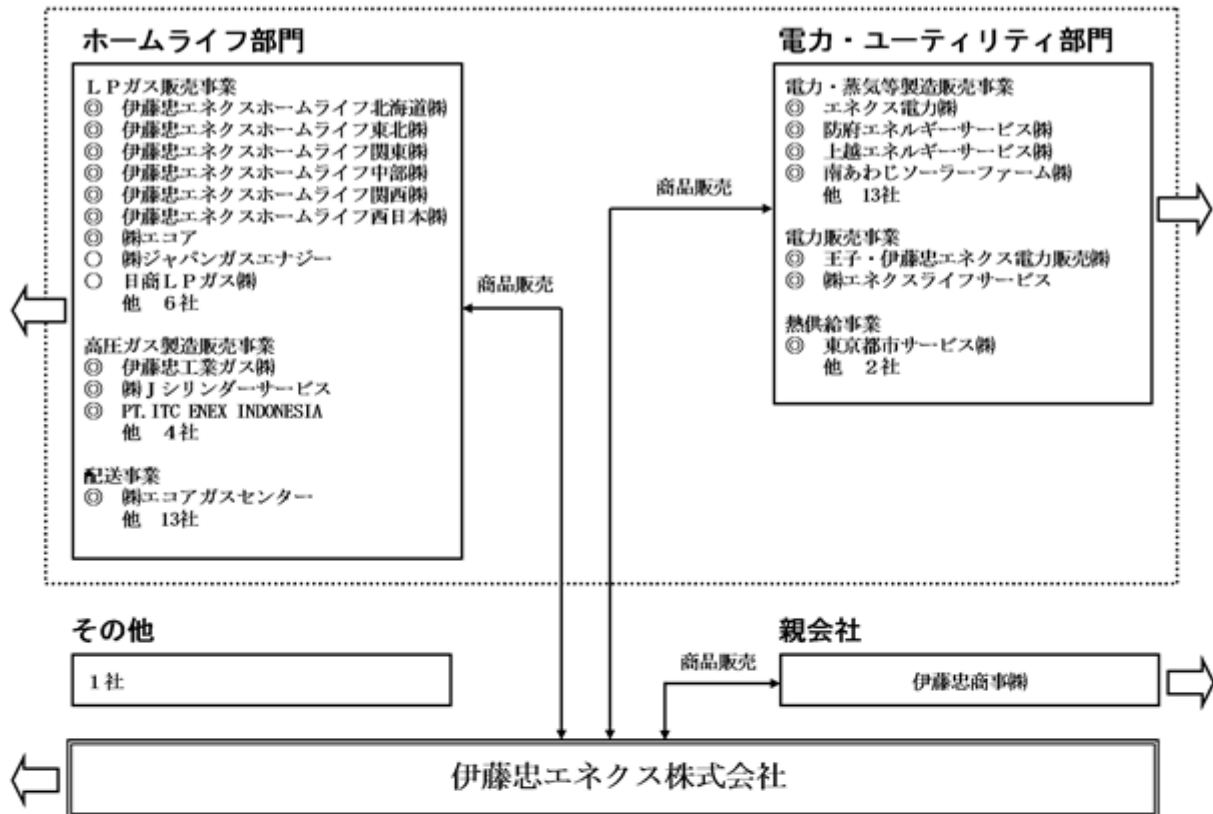 ホームライフ部門
LPガス販売事業
◎ 伊藤忠エネクスホームライフ北海道㈱
◎ 伊藤忠エネクスホームライフ東北㈱
◎ 伊藤忠エネクスホームライフ関東㈱
◎ 伊藤忠エネクスホームライフ中部㈱
◎ 伊藤忠エネクスホームライフ関西㈱
◎ 伊藤忠エネクスホームライフ西日本㈱
◎ ㈱エコア
○ ㈱ジャパンガスエナジー
○ 日商LPガス㈱
他 6社
高圧ガス製造販売事業
◎ 伊藤忠工業ガス㈱
◎ ㈱Jシリンダーサービス
◎ PT.ITC ENEX INDONESIA
他 4社
配送事業
◎ ㈱エコアガスセンター
他 13社
商品販売
商品販売
電力・ユーティリティ部門
電力・蒸気等製造販売事業
◎ エネクス電力㈱
◎ 防府エネルギーサービス㈱
◎ 上越エネルギーサービス㈱
◎ 南あわじソーラーファーム㈱
他 13社
電力販売事業
◎ 王子・伊藤忠エネクス電力販売㈱
◎ ㈱エネクスライフサービス
熱供給事業
◎ 東京都市サービス㈱
他 2社
その他
1社
商品販売
親会社
伊藤忠商事㈱
伊藤忠エネクス株式会社